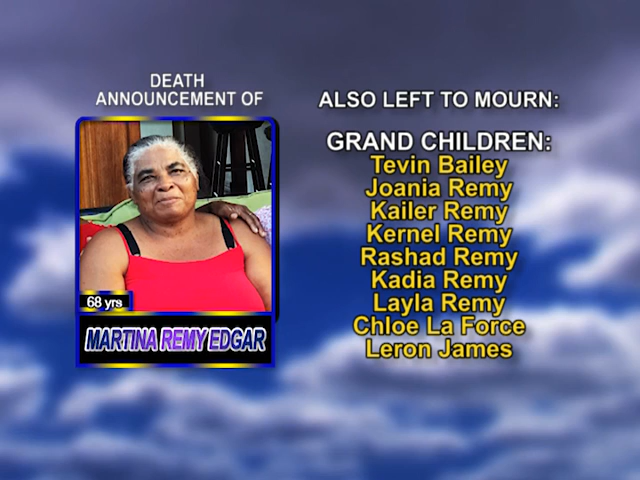 DEATH
ANNOUNCEMENT OF
68 yrs
MARTINA REMY EDGAR
ALSO LEFT TO MOURN:
GRAND CHILDREN:
Tevin Bailey
Joania Remy
Kailer Remy
Kernel Remy
Rashad Remy
Kadia Remy
Layla Remy
Chloe La Force
Leron James